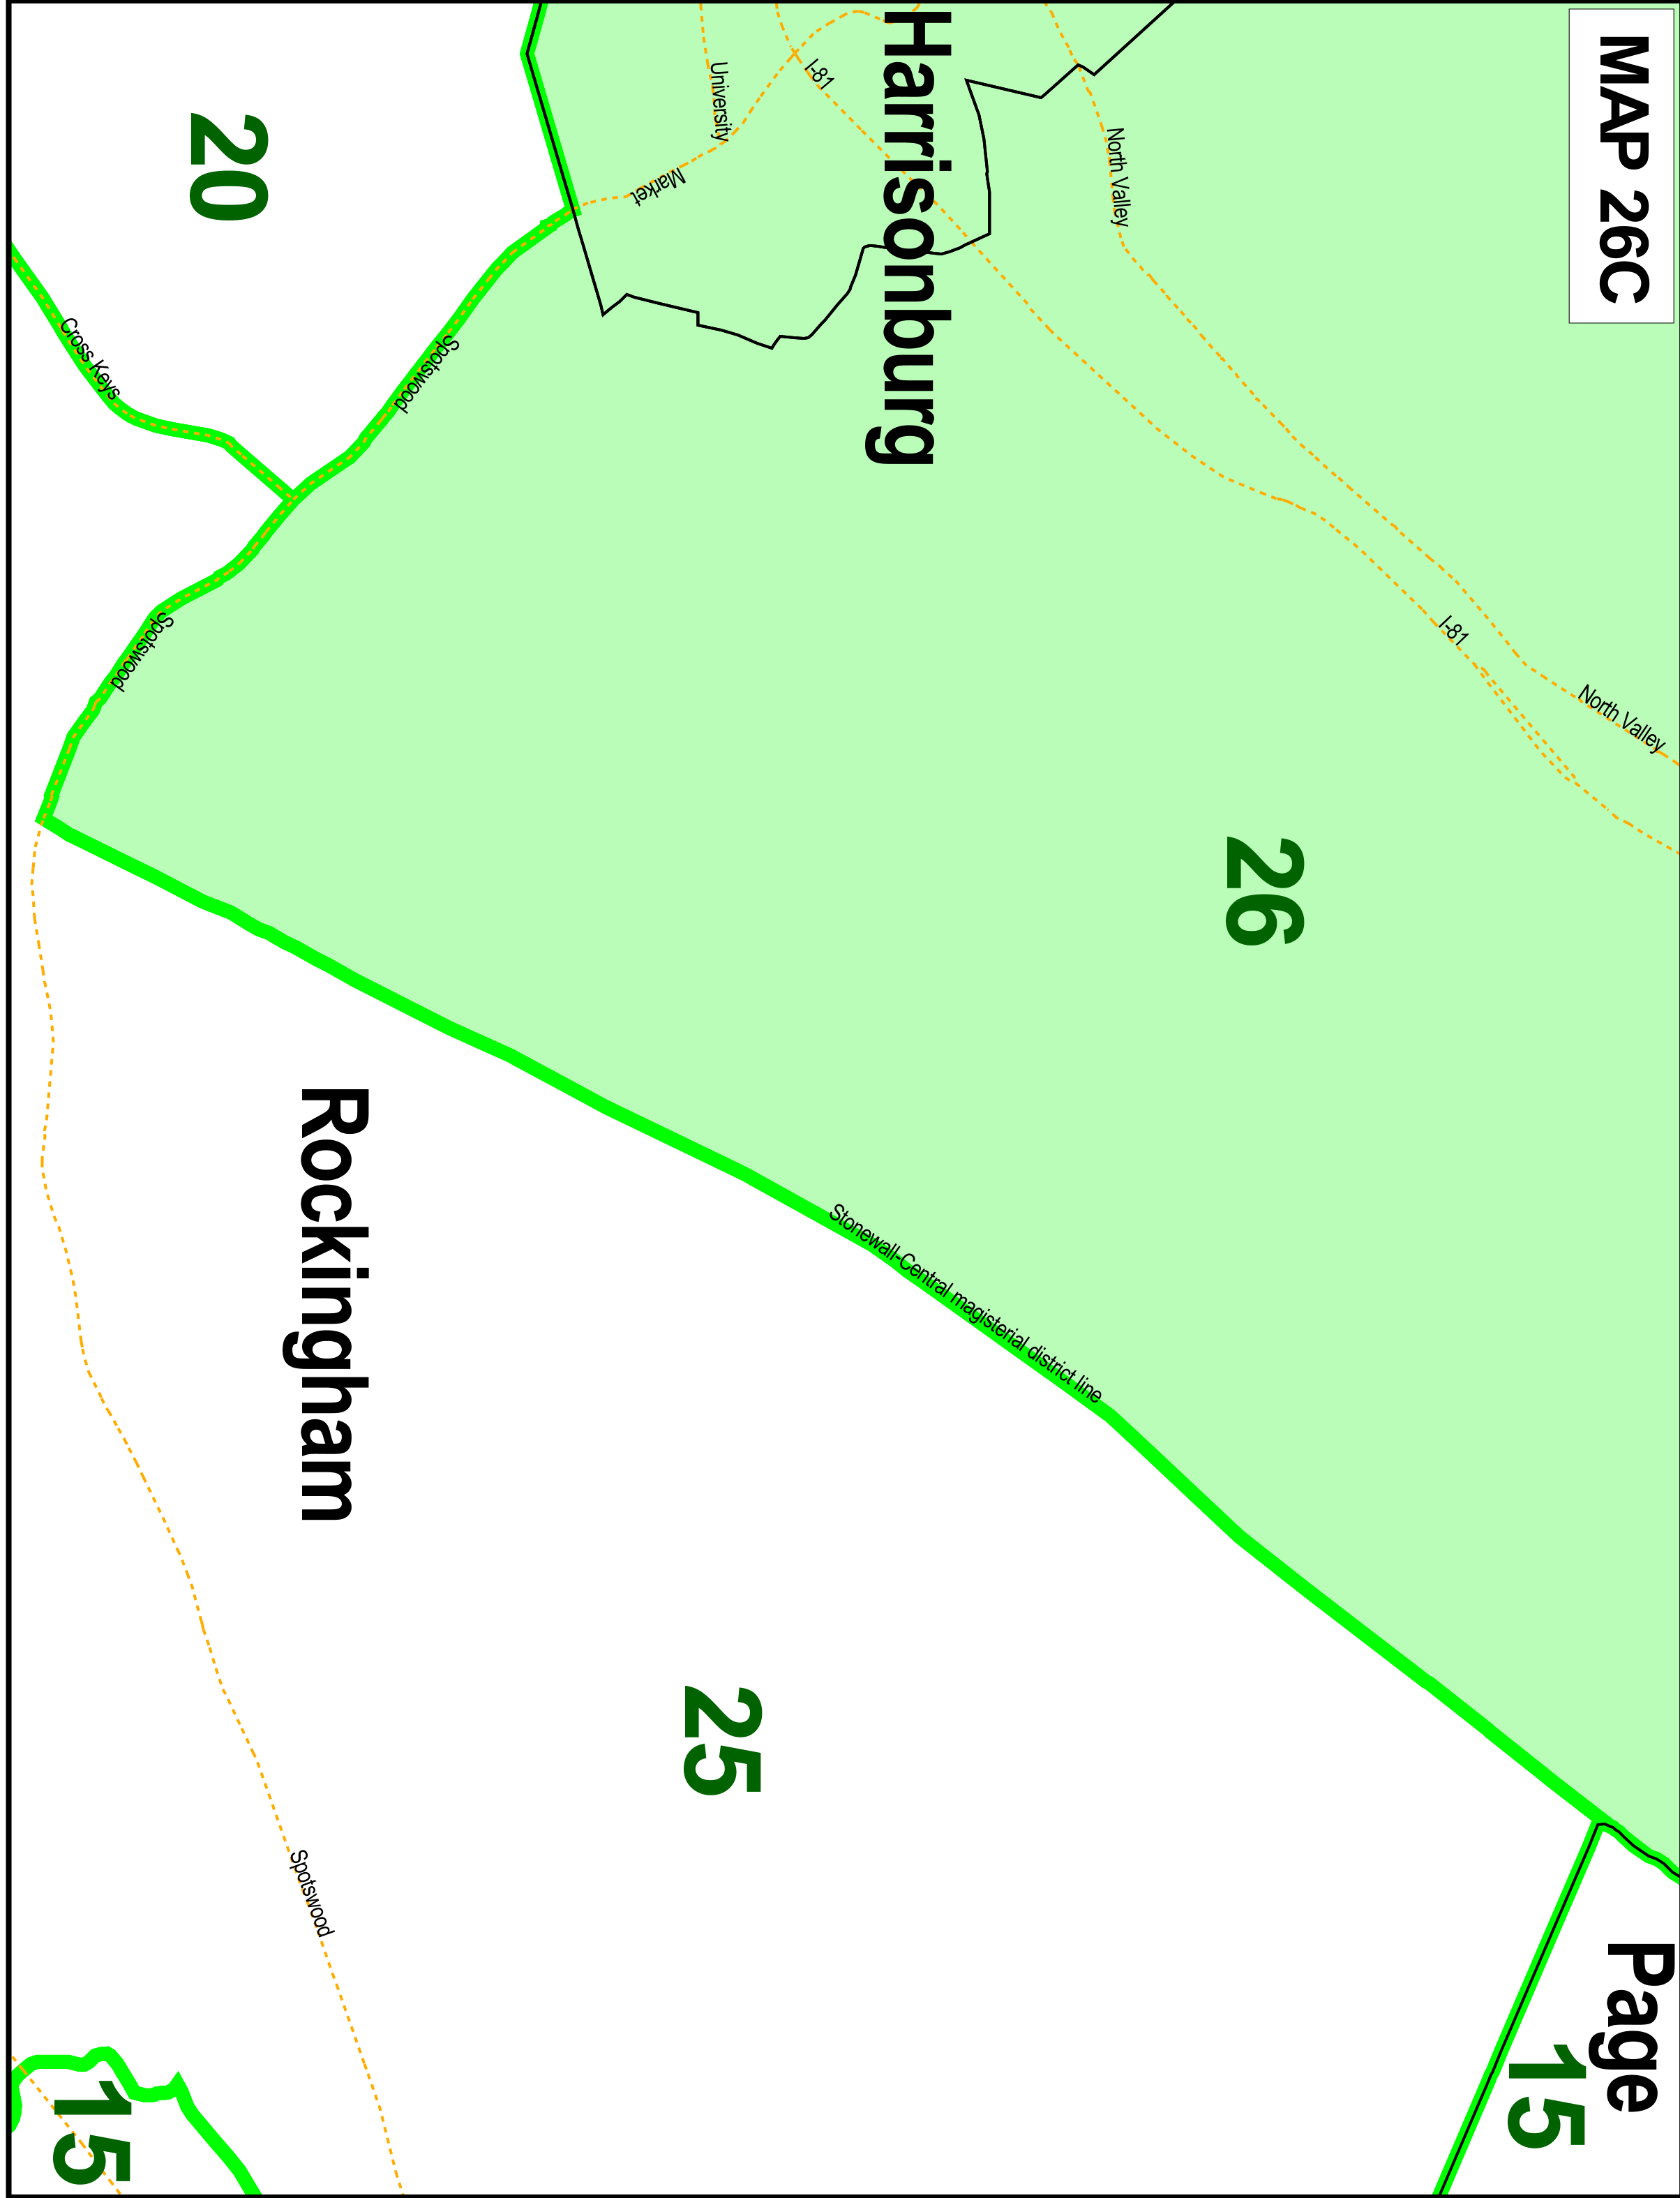 MAP 26C
North Valley
I-81
26
Page
15
North Valley
Harrisonburg
I-81
University
Market
Stonewall-Central magisterial district line
25
Spotswood
Cross Keys
20
Spotswood
Rockingham
Spotswood
15